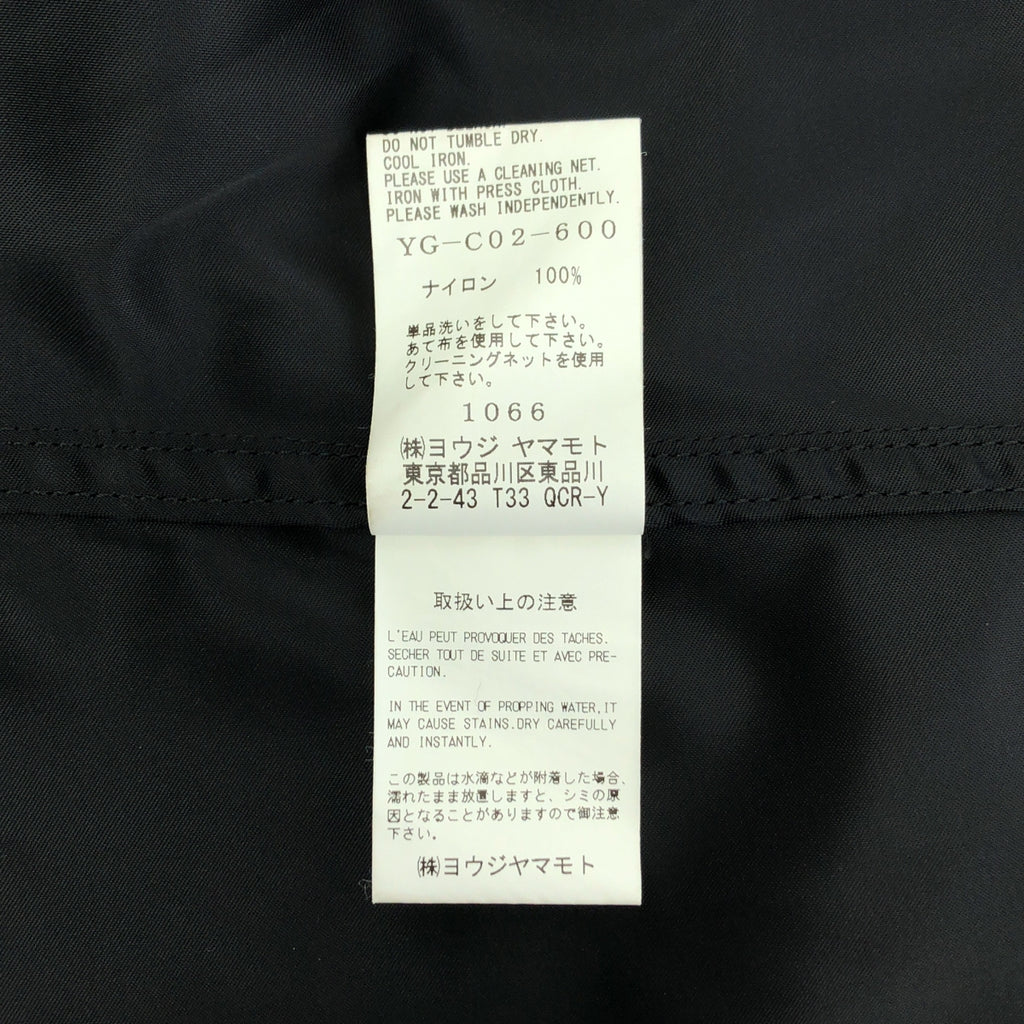 DO NOT TUMBLE DRY.
COOL IRON.
PLEASE USE A CLEANING NET.
IRON WITH PRESS CLOTH.
PLEASE WASH INDEPENDENTLY.
YG-C02-600
ナイロン 100%
単品洗いをして下さい。
あて布を使用して下さい。
クリーニングネットを使用
して下さい。
1066
㈱ヨウジ ヤマモト
東京都品川区東品川
2-2-43 T33 QCR-Y
取扱い上の注意
L'EAU PEUT PROVOQUER DES TACHES.
SECHER TOUT DE SUITE ET AVEC PRE-
CAUTION.
IN THE EVENT OF PROPPING WATER,IT
MAY CAUSE STAINS.DRY CAREFULLY
AND INSTANTLY.
この製品は水滴などが附着した場合、
濡れたまま放置しますと、シミの原
因となることがありますので御注意
下さい。
㈱ヨウジヤマモト